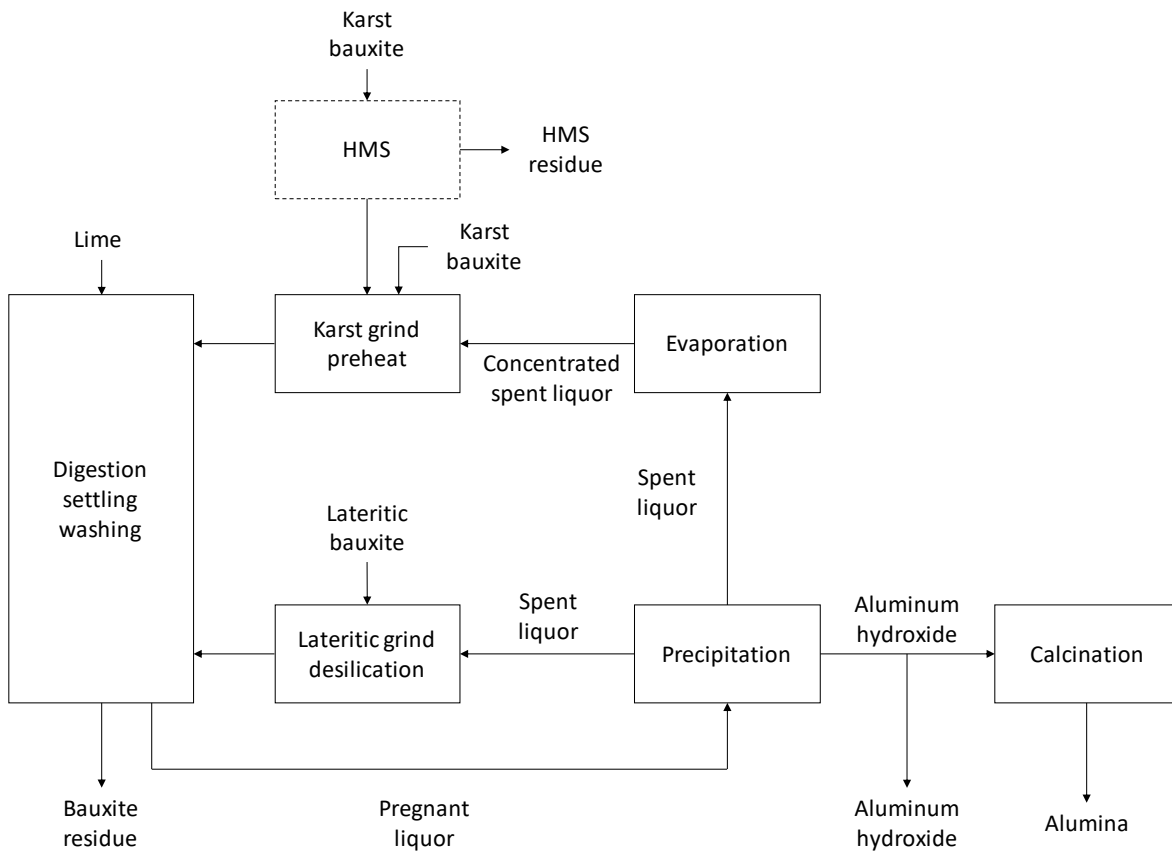 Karst
bauxite
HMS
HMS
residue
Lime
Karst
bauxite
Karst grind
preheat
Evaporation
Concentrated
spent liquor
Digestion
settling
washing
Spent
liquor
Lateritic
bauxite
Spent
liquor
Aluminum
hydroxide
Lateritic grind
desilication
Precipitation
Calcination
Bauxite
residue
Pregnant
liquor
Aluminum
hydroxide
Alumina